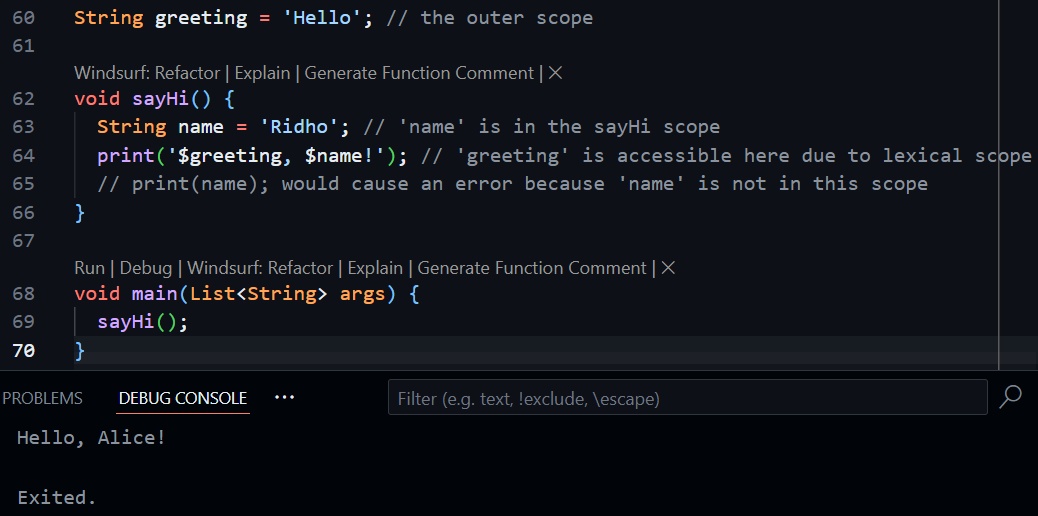 60 String greeting = 'Hello'; // the outer scope
61
Windsurf: Refactor | Explain | Generate Function Comment | ×
62 void sayHi() {
63 String name = 'Ridho'; // 'name' is in the sayHi scope
64 print('$greeting, $name!'); // 'greeting' is accessible here due to lexical scope
65 // print(name); would cause an error because 'name' is not in this scope
66 }
67
Run | Debug | Windsurf: Refactor | Explain | Generate Function Comment | ×
68 void main(List<String> args) {
69 sayHi();
70 }
PROBLEMS DEBUG CONSOLE ··· Filter (e.g. text, !exclude, \escape)
Hello, Alice!
Exited.